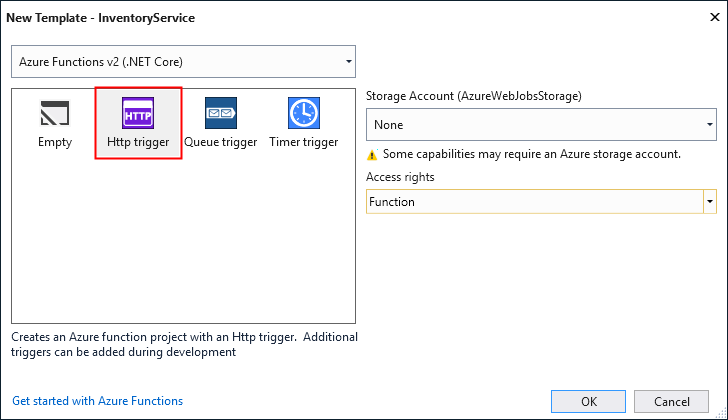 New Template - InventoryService
Azure Functions v2 (.NET Core)
Empty
HTTP
Http trigger
Queue trigger
Timer trigger
Storage Account (AzureWebJobsStorage)
None
Some capabilities may require an Azure storage account.
Access rights
Function
Creates an Azure function project with an Http trigger. Additional
triggers can be added during development
Get started with Azure Functions
OK
Cancel